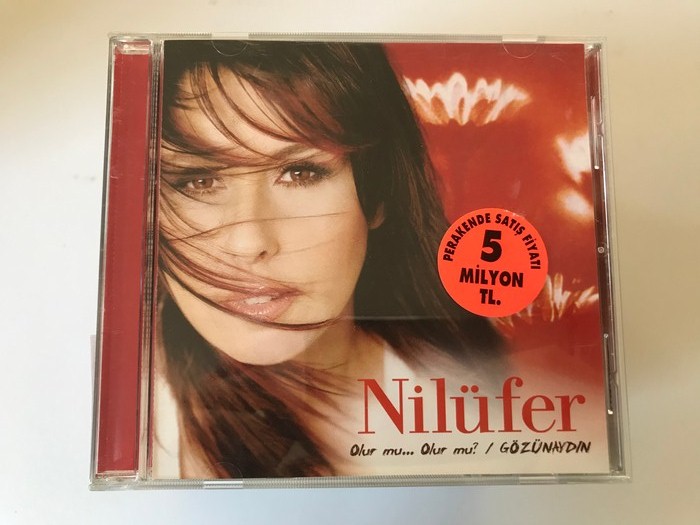 PERAKENDE SATIŞ FİYATI
5
MİLYON
TL.
Nilüfer
Olur mu... Olur mu? / GÖZÜNAYDIN